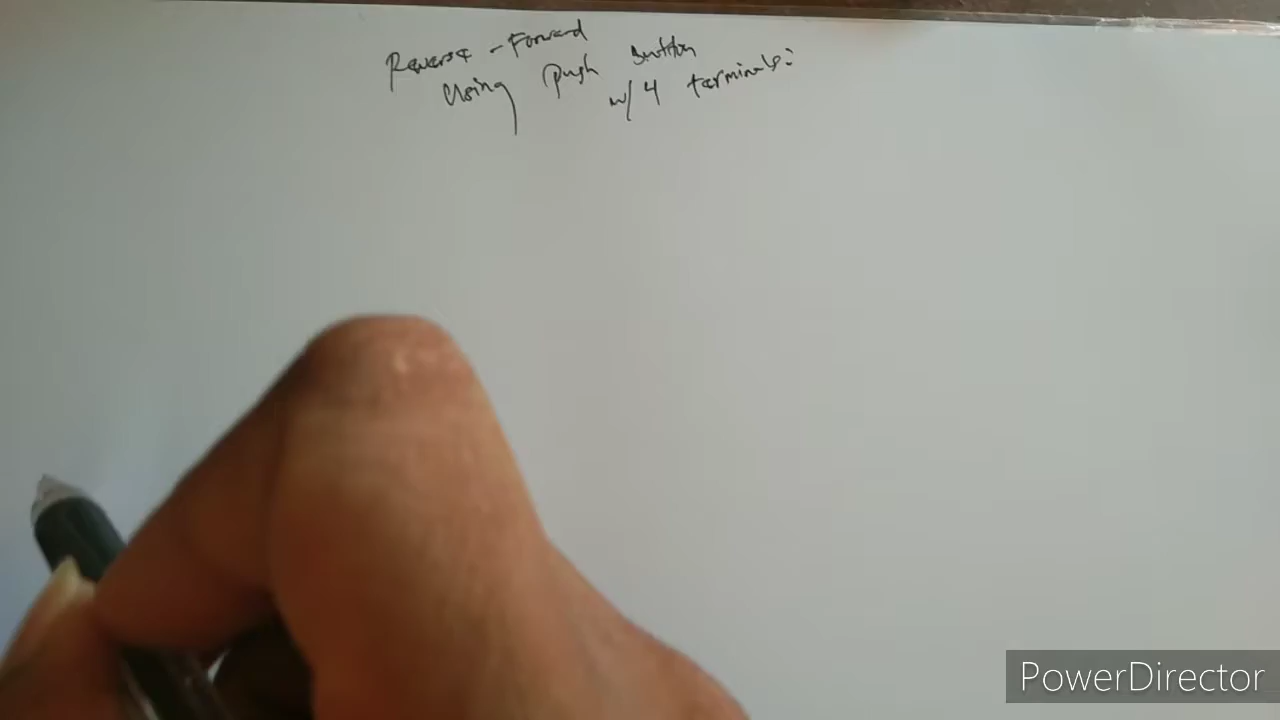 Reverse - Forward
Using Push button
w/ 4 terminals:
PowerDirector